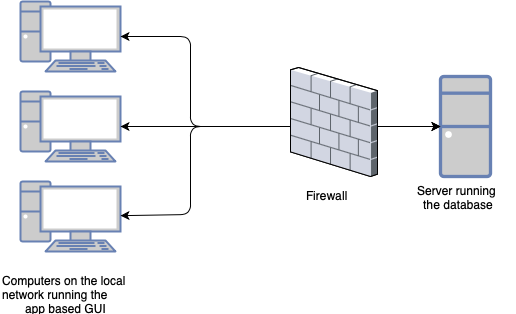 Firewall
Server running
the database
Computers on the local
network running the
app based GUI